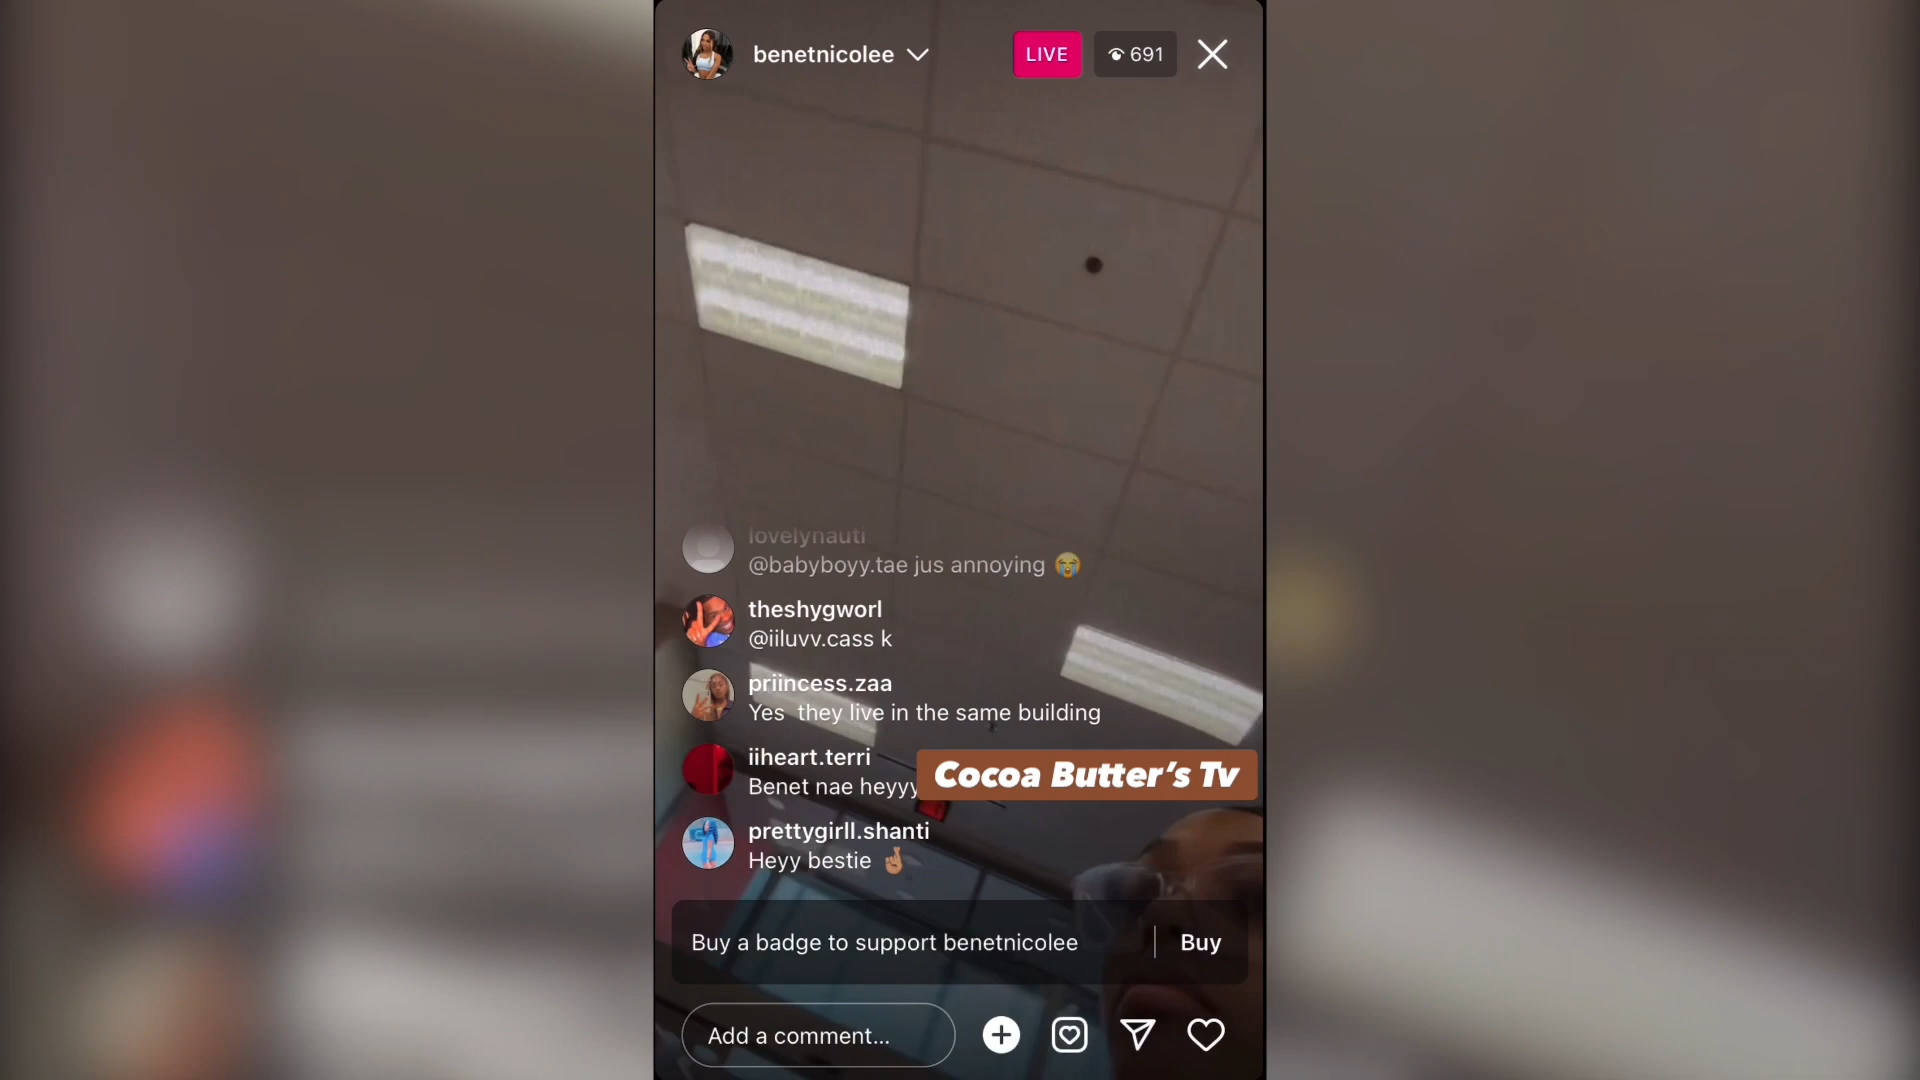 benetnicolee
LIVE
691
lovelynauti
@babyboyy.tae jus annoying 😭
theshygworl
@iiluvv.cass k
priincess.zaa
Yes they live in the same building
iiheart.terri
Benet nae heyyy
Cocoa Butter's Tv
prettygirll.shanti
Heyy bestie 🤞🏽
Buy a badge to support benetnicolee
Buy
Add a comment...